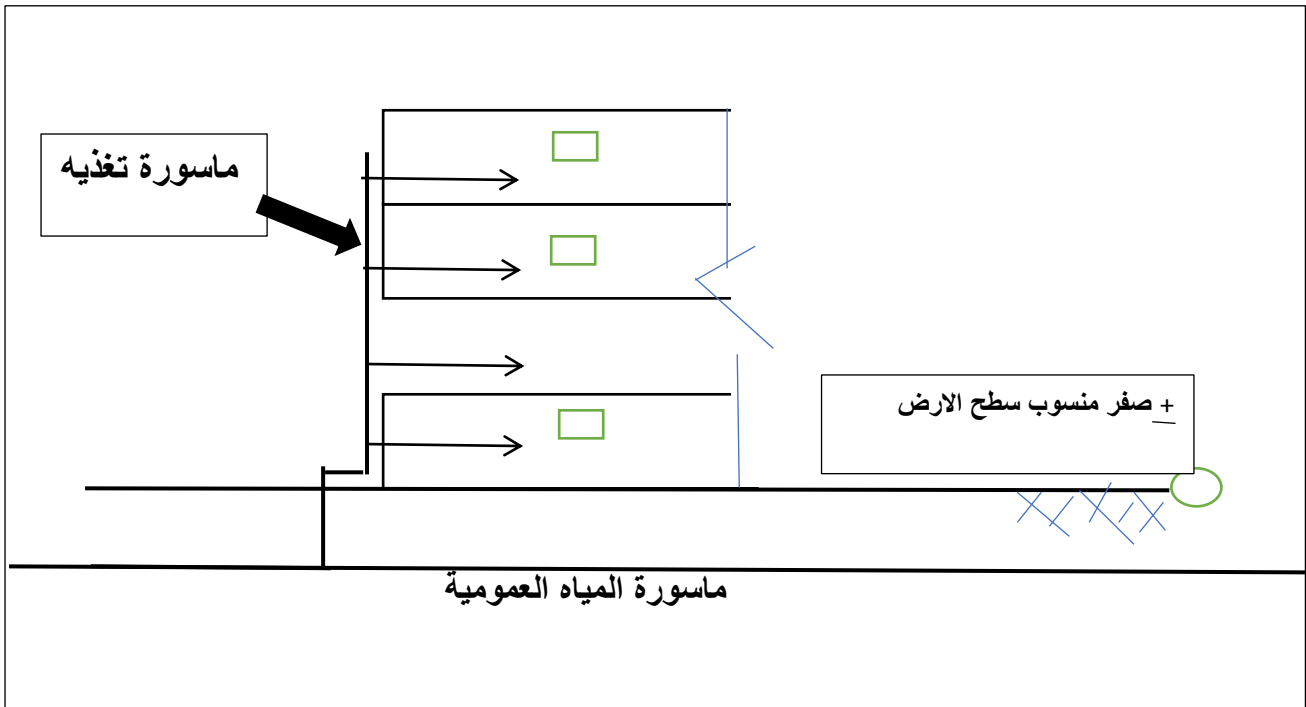 ماسورة تغذيه
+ صفر منسوب سطح الارض
ماسورة المياه العمومية